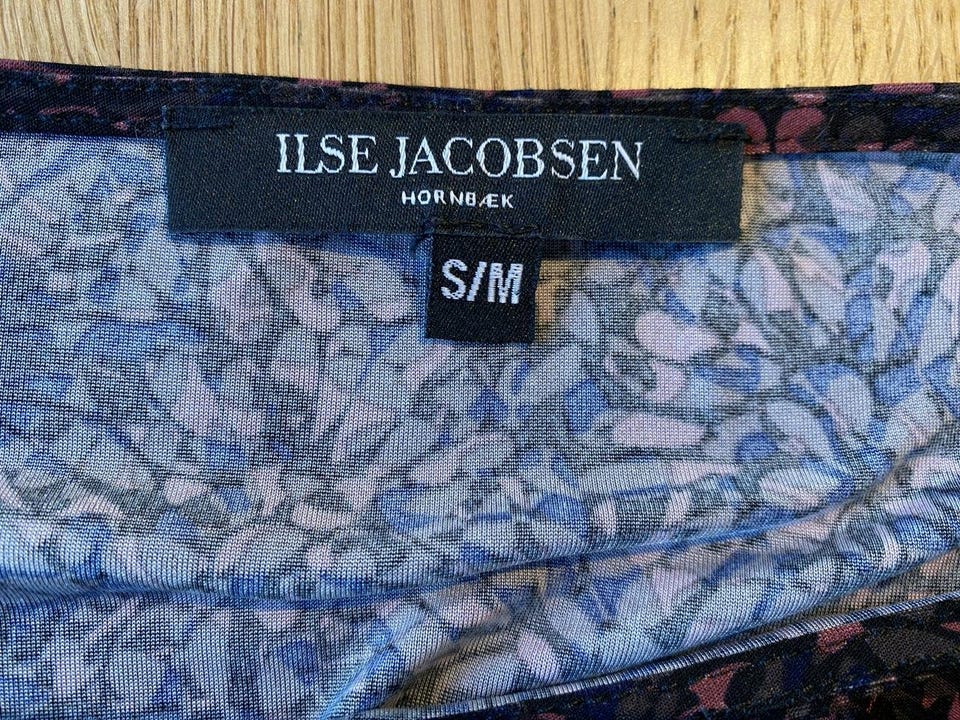 ILSE JACOBSEN
HORNBÆK
S/M